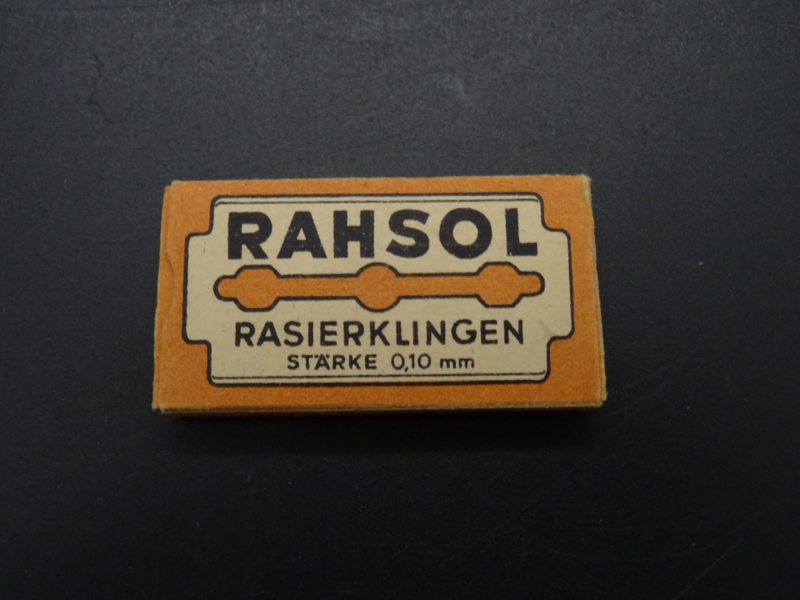 RAHSOL
RASIERKLINGEN
STÄRKE 0,10 mm